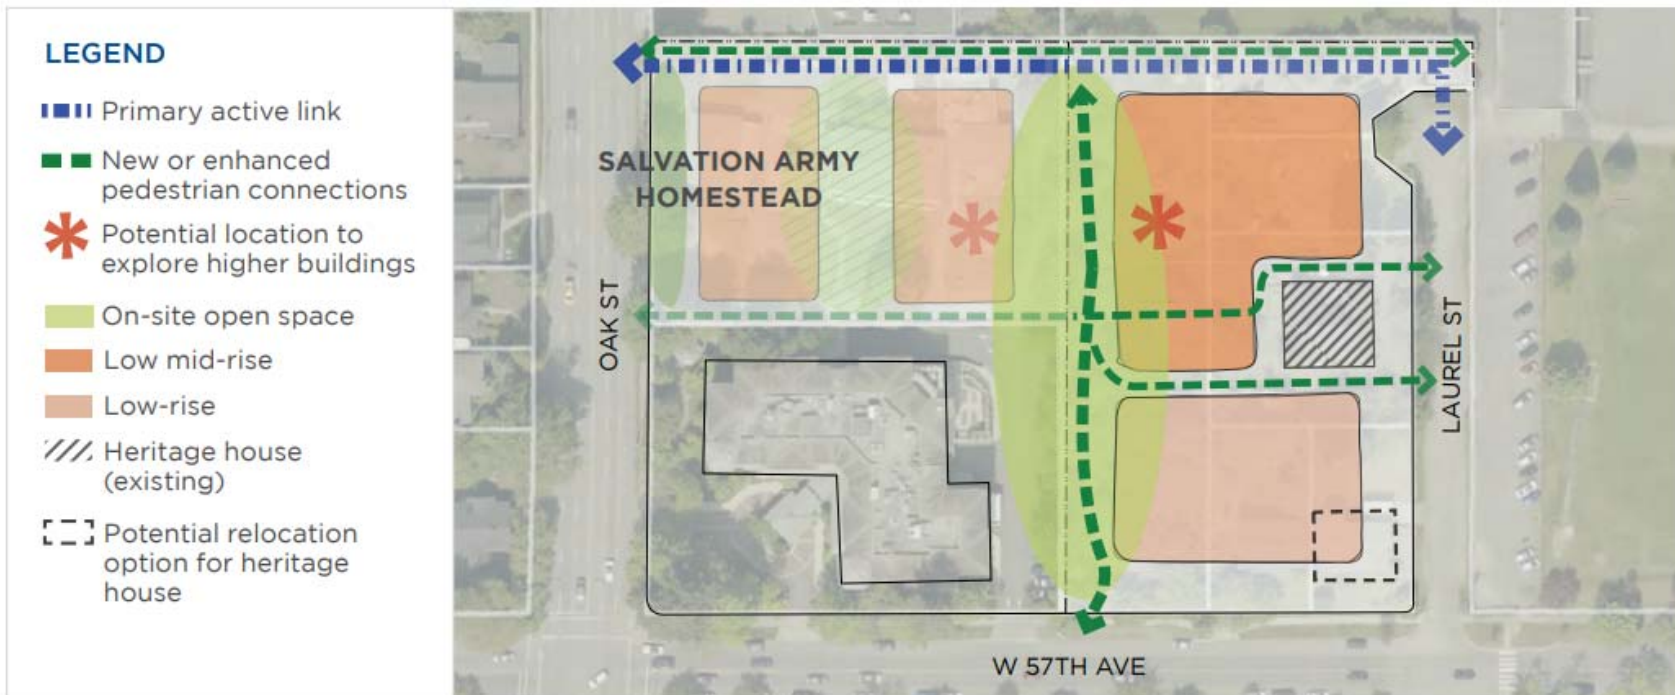 LEGEND
Primary active link
New or enhanced
pedestrian connections
Potential location to
explore higher buildings
On-site open space
Low mid-rise
Low-rise
Heritage house
(existing)
Potential relocation
option for heritage
house
SALVATION ARMY
HOMESTEAD
OAK ST
LAUREL ST
W 57TH AVE